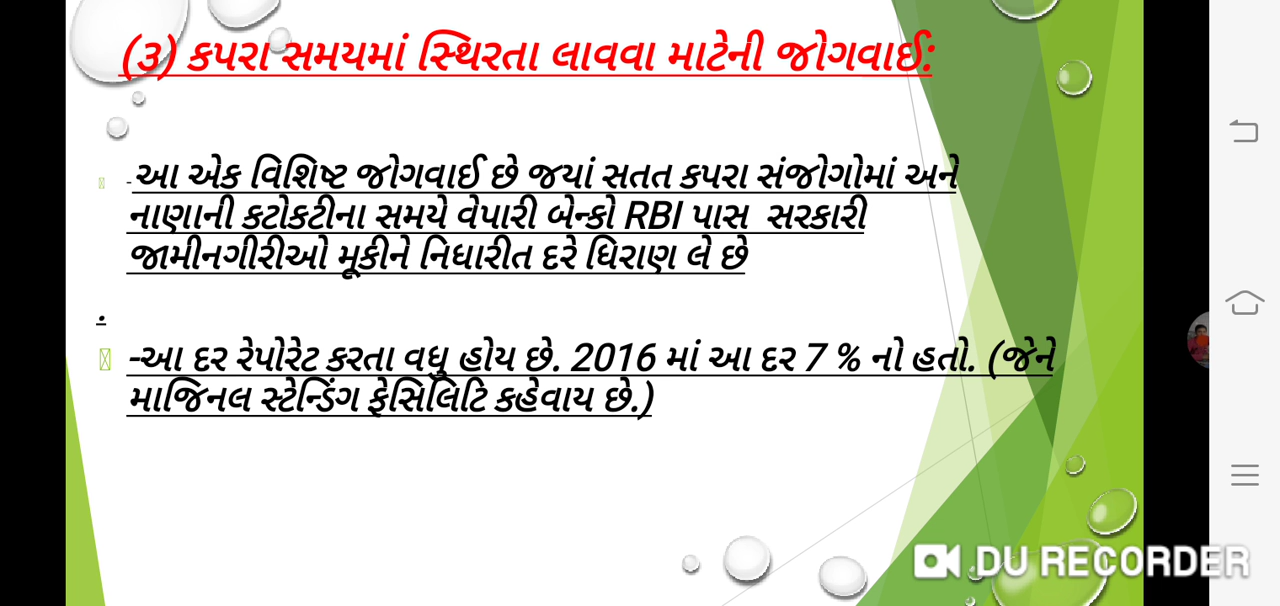 (૩) કપરા સમયમાં સ્થિરતા લાવવા માટેની જોગવાઈ:
-આ એક વિશિષ્ટ જોગવાઈ છે જયાં સતત કપરા સંજોગોમાં અને
નાણાની કટોકટીના સમયે વેપારી બેન્કો RBI પાસ સરકારી
જામીનગીરીઓ મૂકીને નિધારીત દરે ધિરાણ લે છે
.
-આ દર રેપોરેટ કરતા વધુ હોય છે. 2016 માં આ દર 7 % નો હતો. (જેને
માજિનલ સ્ટેન્ડિંગ ફેસિલિટિ કહેવાય છે.)
DU RECORDER